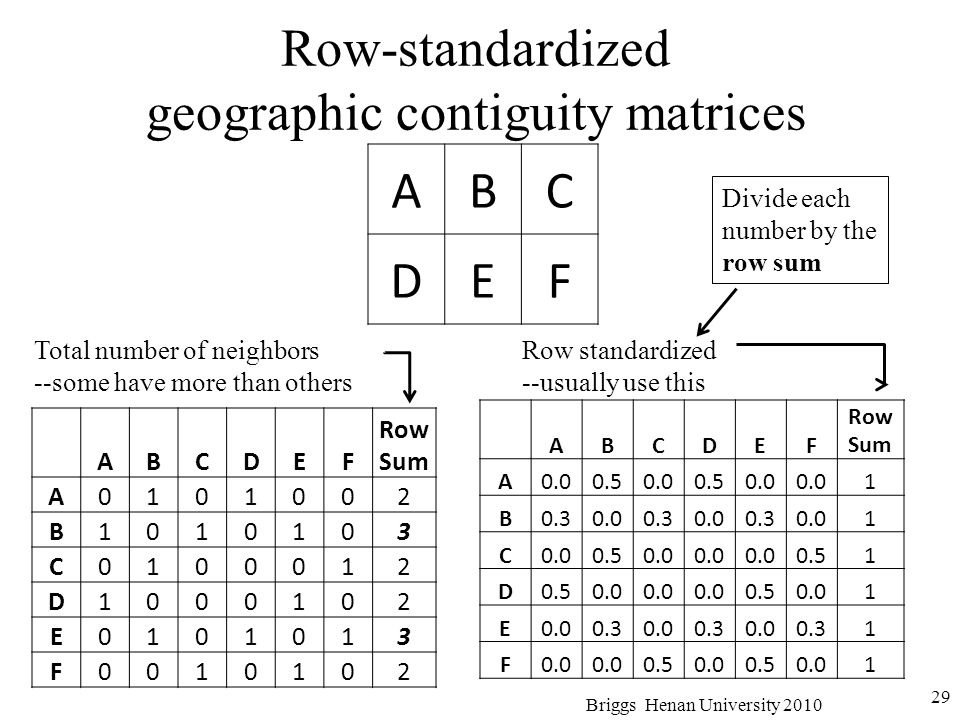 Row-standardized
geographic contiguity matrices
A B C
D E F
Divide each
number by the
row sum
Total number of neighbors
--some have more than others
Row standardized
--usually use this
A B C D E F Row Sum
A 0 1 0 1 0 0 2
B 1 0 1 0 1 0 3
C 0 1 0 0 0 1 2
D 1 0 0 0 1 0 2
E 0 1 0 1 0 1 3
F 0 0 1 0 1 0 2
A B C D E F Row Sum
A 0.0 0.5 0.0 0.5 0.0 0.0 1
B 0.3 0.0 0.3 0.0 0.3 0.0 1
C 0.0 0.5 0.0 0.0 0.0 0.5 1
D 0.5 0.0 0.0 0.0 0.5 0.0 1
E 0.0 0.3 0.0 0.3 0.0 0.3 1
F 0.0 0.0 0.5 0.0 0.5 0.0 1
Briggs Henan University 2010
29